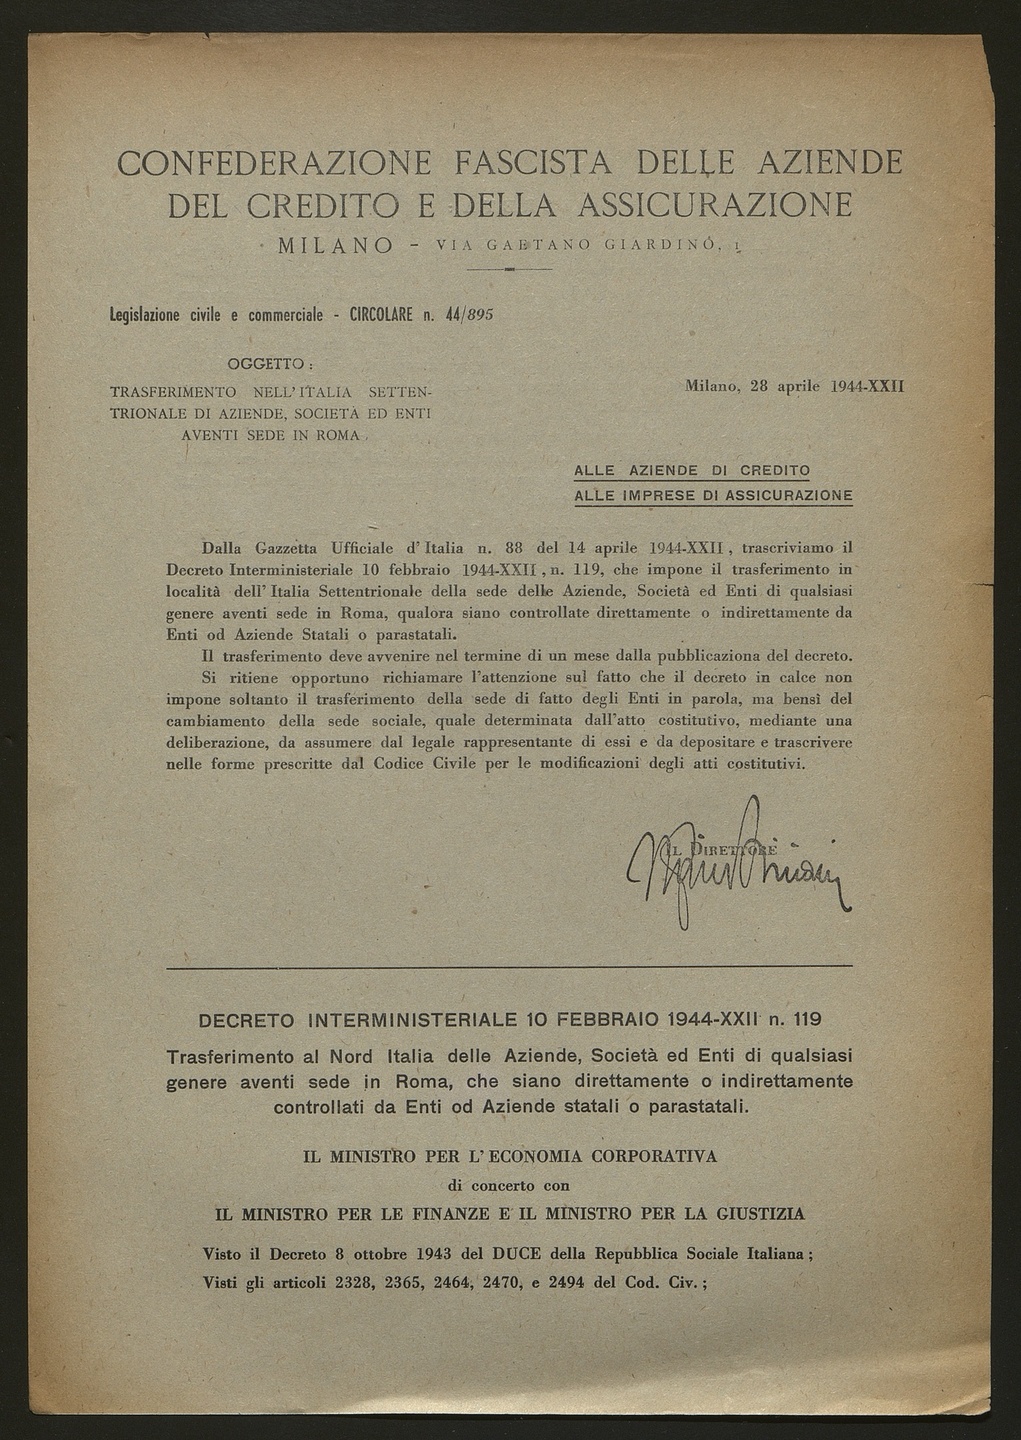 CONFEDERAZIONE FASCISTA DELLE AZIENDE
DEL CREDITO E DELLA ASSICURAZIONE
MILANO - VIA GAETANO GIARDINO, 1
Legislazione civile e commerciale - CIRCOLARE n. 44/895
OGGETTO :
TRASFERIMENTO NELL' ITALIA SETTEN-
TRIONALE DI AZIENDE, SOCIETÀ ED ENTI
AVENTI SEDE IN ROMA.
Milano, 28 aprile 1944-XXII
ALLE AZIENDE DI CREDITO
ALLE IMPRESE DI ASSICURAZIONE
Dalla Gazzetta Ufficiale d' Italia n. 88 del 14 aprile 1944-XXII, trascriviamo il
Decreto Interministeriale 10 febbraio 1944-XXII, n. 119, che impone il trasferimento in
località dell' Italia Settentrionale della sede delle Aziende, Società ed Enti di qualsiasi
genere aventi sede in Roma, qualora siano controllate direttamente o indirettamente da
Enti od Aziende Statali o parastatali.
Il trasferimento deve avvenire nel termine di un mese dalla pubblicaziona del decreto.
Si ritiene opportuno richiamare l'attenzione sul fatto che il decreto in calce non
impone soltanto il trasferimento della sede di fatto degli Enti in parola, ma bensì del
cambiamento della sede sociale, quale determinata dall'atto costitutivo, mediante una
deliberazione, da assumere dal legale rappresentante di essi e da depositare e trascrivere
nelle forme prescritte dal Codice Civile per le modificazioni degli atti costitutivi.
IL DIRETTORE
DECRETO INTERMINISTERIALE 10 FEBBRAIO 1944-XXII n. 119
Trasferimento al Nord Italia delle Aziende, Società ed Enti di qualsiasi
genere aventi sede in Roma, che siano direttamente o indirettamente
controllati da Enti od Aziende statali o parastatali.
IL MINISTRO PER L' ECONOMIA CORPORATIVA
di concerto con
IL MINISTRO PER LE FINANZE E IL MINISTRO PER LA GIUSTIZIA
Visto il Decreto 8 ottobre 1943 del DUCE della Repubblica Sociale Italiana ;
Visti gli articoli 2328, 2365, 2464, 2470, e 2494 del Cod. Civ. ;